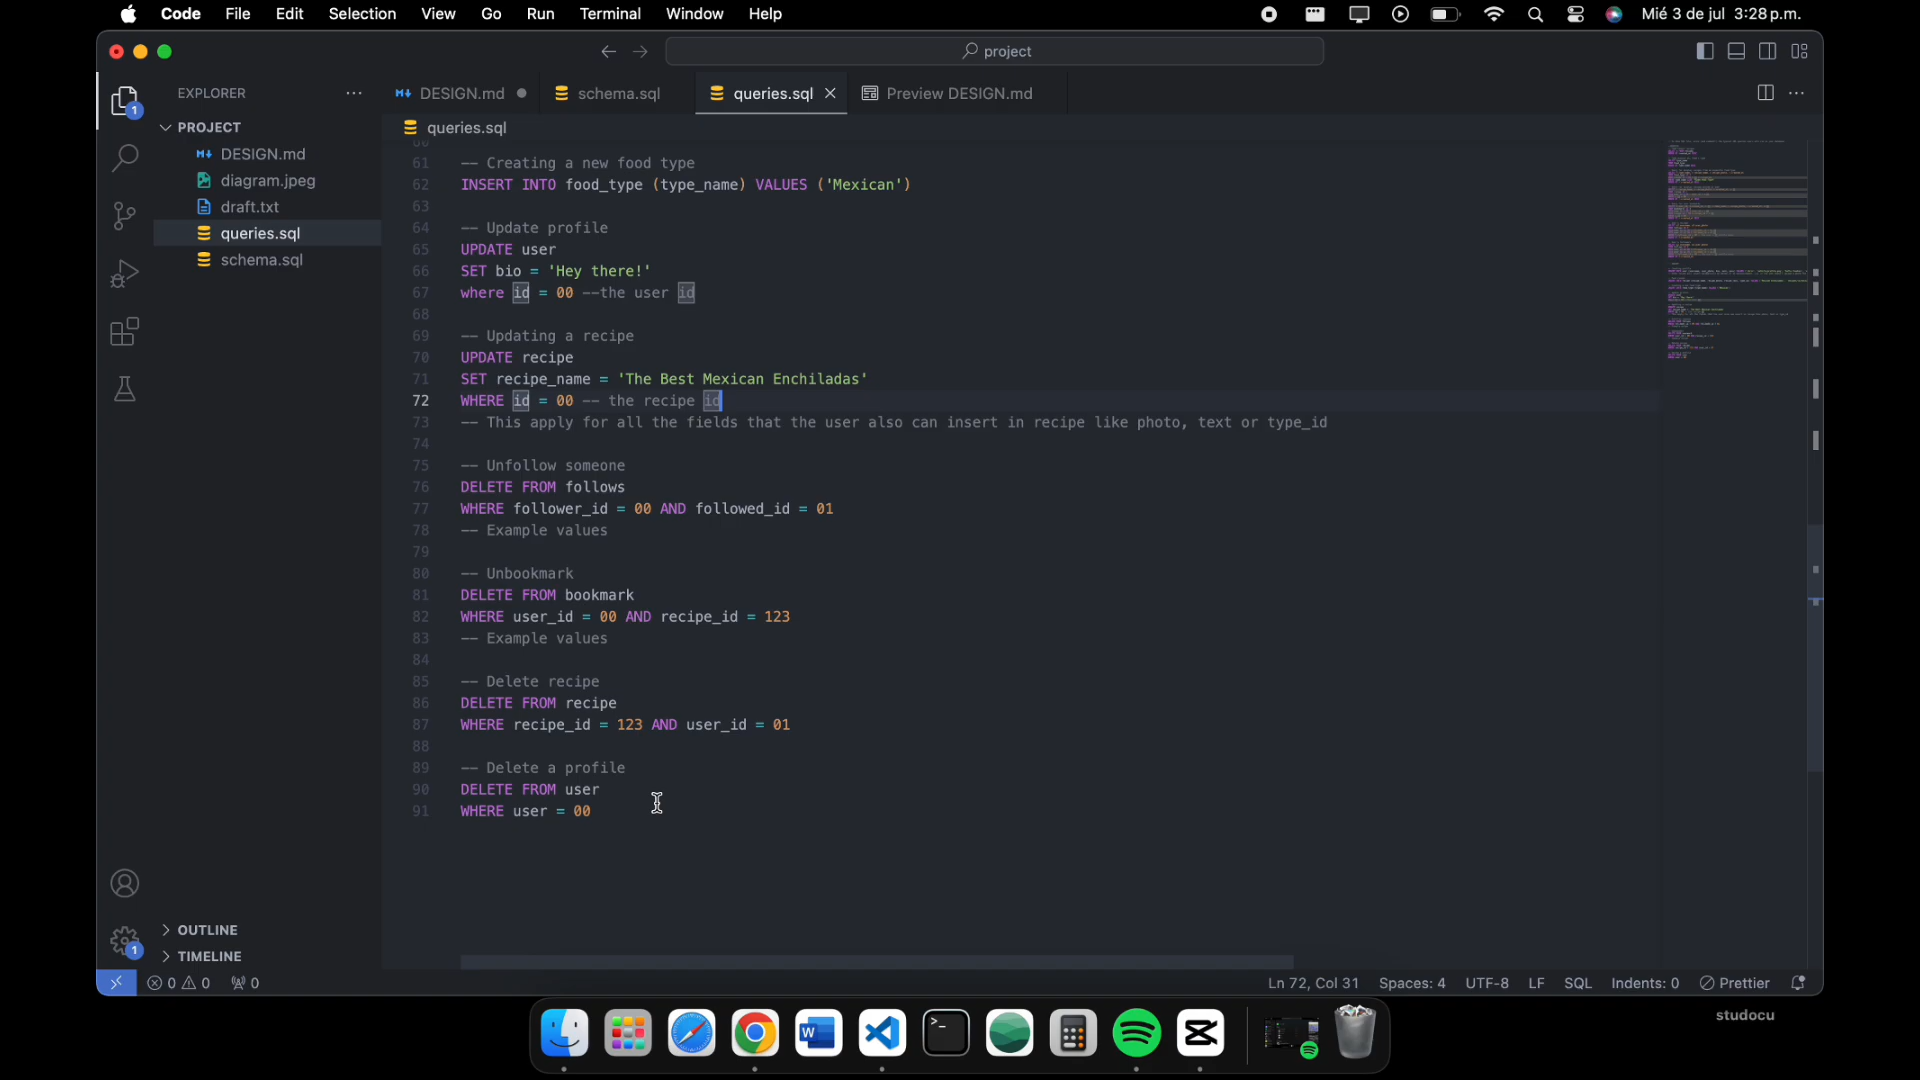 Code File Edit Selection View Go Run Terminal Window Help Mié 3 de jul 3:28 p.m.
project
EXPLORER
DESIGN.md
schema.sql
queries.sql
Preview DESIGN.md
PROJECT
queries.sql
DESIGN.md
diagram.jpeg
draft.txt
queries.sql
schema.sql
61 -- Creating a new food type
62 INSERT INTO food_type (type_name) VALUES ('Mexican')
63
64 -- Update profile
65 UPDATE user
66 SET bio = 'Hey there!'
67 where id = 00 --the user id
68
69 -- Updating a recipe
70 UPDATE recipe
71 SET recipe_name = 'The Best Mexican Enchiladas'
72 WHERE id = 00 -- the recipe id
73 -- This apply for all the fields that the user also can insert in recipe like photo, text or type_id
74
75 -- Unfollow someone
76 DELETE FROM follows
77 WHERE follower_id = 00 AND followed_id = 01
78 -- Example values
79
80 -- Unbookmark
81 DELETE FROM bookmark
82 WHERE user_id = 00 AND recipe_id = 123
83 -- Example values
84
85 -- Delete recipe
86 DELETE FROM recipe
87 WHERE recipe_id = 123 AND user_id = 01
88
89 -- Delete a profile
90 DELETE FROM user
91 WHERE user = 00
1
OUTLINE
1
TIMELINE
0 0 0
Ln 72, Col 31 Spaces: 4 UTF-8 LF SQL Indents: 0 Prettier
studocu
W